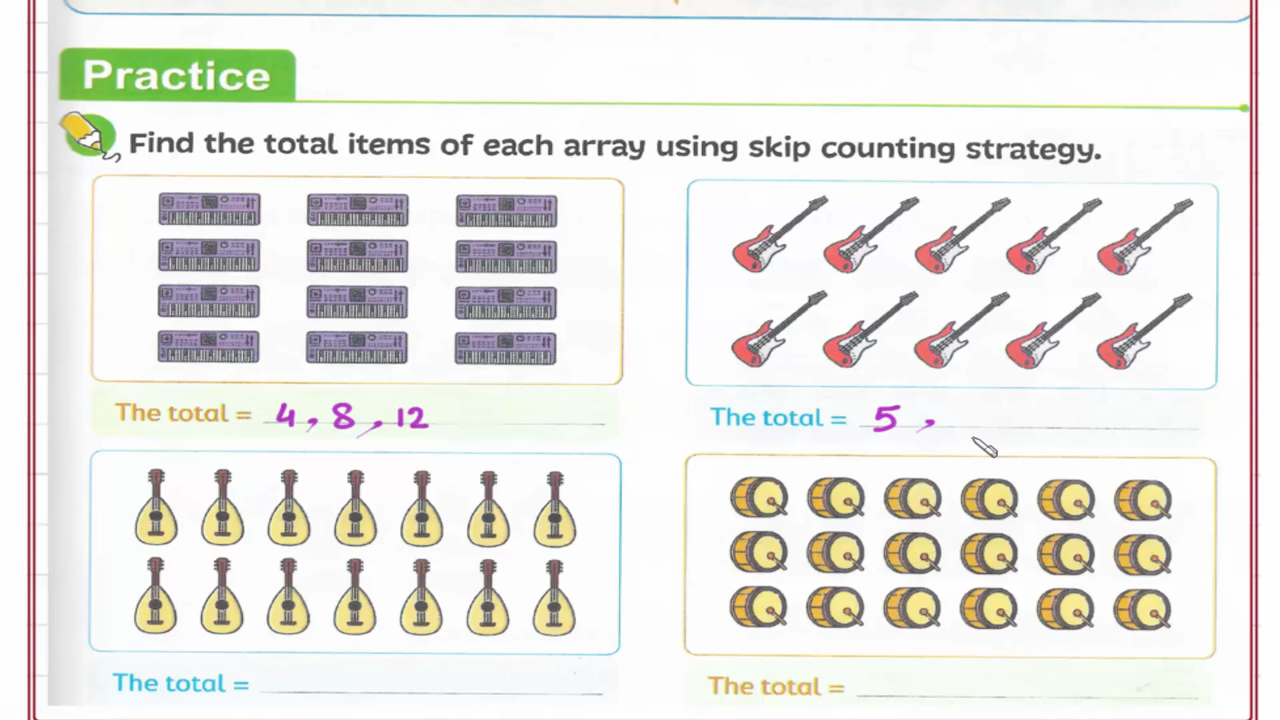 Practice
Find the total items of each array using skip counting strategy.
The total = 4, 8, 12
The total = 5,
The total =
The total =